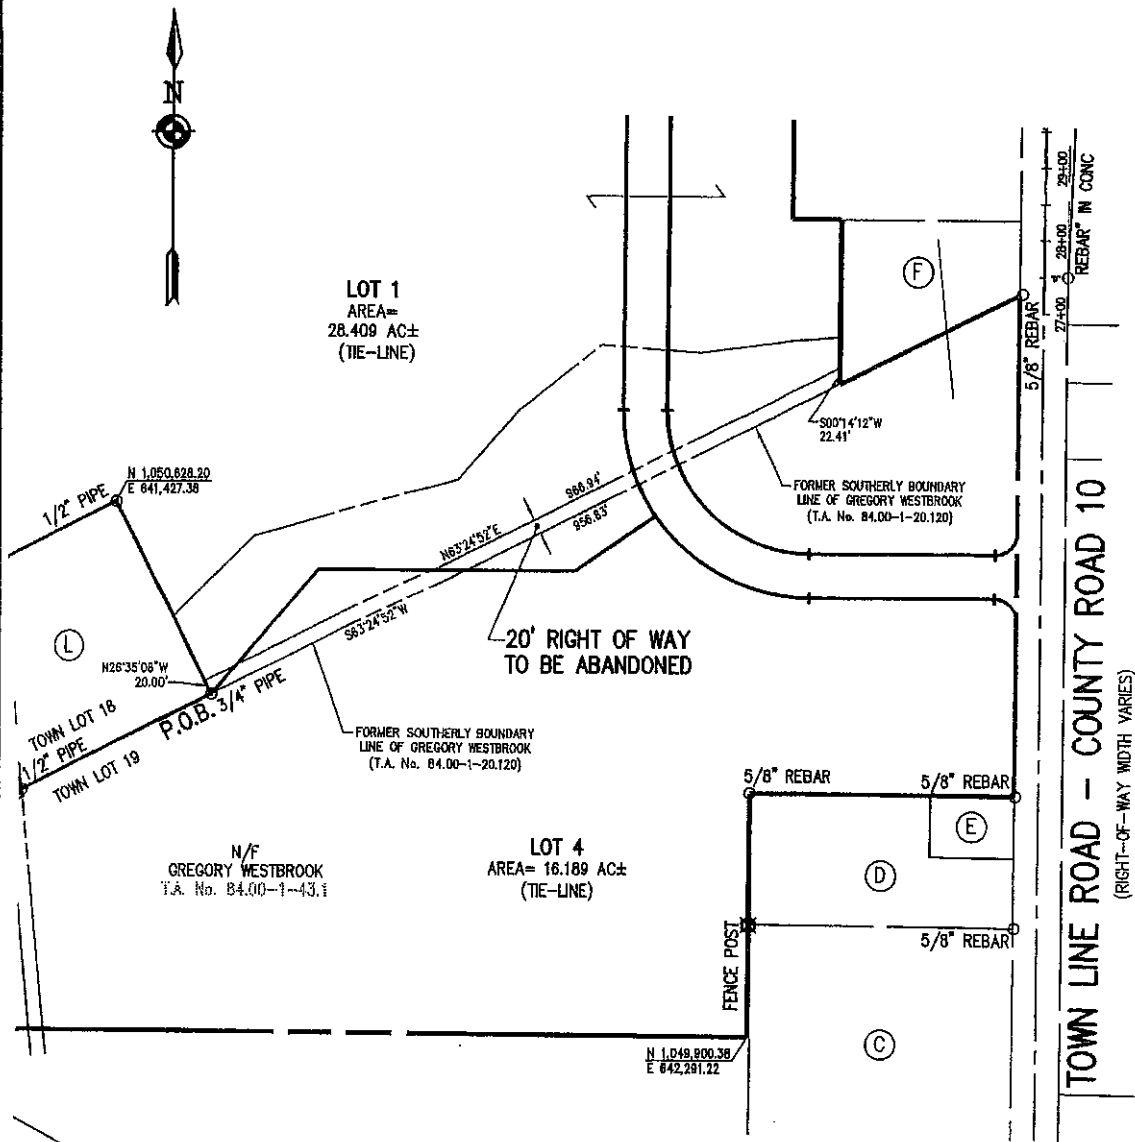 N
LOT 1
AREA=
28.409 AC±
(TIE-LINE)
F
29+00
28+00
27+00
REBAR" IN CONC
5/8" REBAR
S00°14'12"W
22.41'
FORMER SOUTHERLY BOUNDARY
LINE OF GREGORY WESTBROOK
(T.A. No. 84.00-1-20.120)
N 1,050,628.20
E 641,427.38
1/2" PIPE
N63°24'52"E
966.94'
956.83'
S63°24'52"W
20' RIGHT OF WAY
TO BE ABANDONED
L
N26°35'08"W
20.00'
P.O.B. 3/4" PIPE
TOWN LOT 18
1/2" PIPE
TOWN LOT 19
FORMER SOUTHERLY BOUNDARY
LINE OF GREGORY WESTBROOK
(T.A. No. 84.00-1-20.120)
N/F
GREGORY WESTBROOK
T.A. No. 84.00-1-43.1
LOT 4
AREA= 16.189 AC±
(TIE-LINE)
5/8" REBAR
5/8" REBAR
E
D
FENCE POST
5/8" REBAR
C
N 1,049,900.36
E 642,291.22
TOWN LINE ROAD - COUNTY ROAD 10
(RIGHT-OF-WAY WIDTH VARIES)